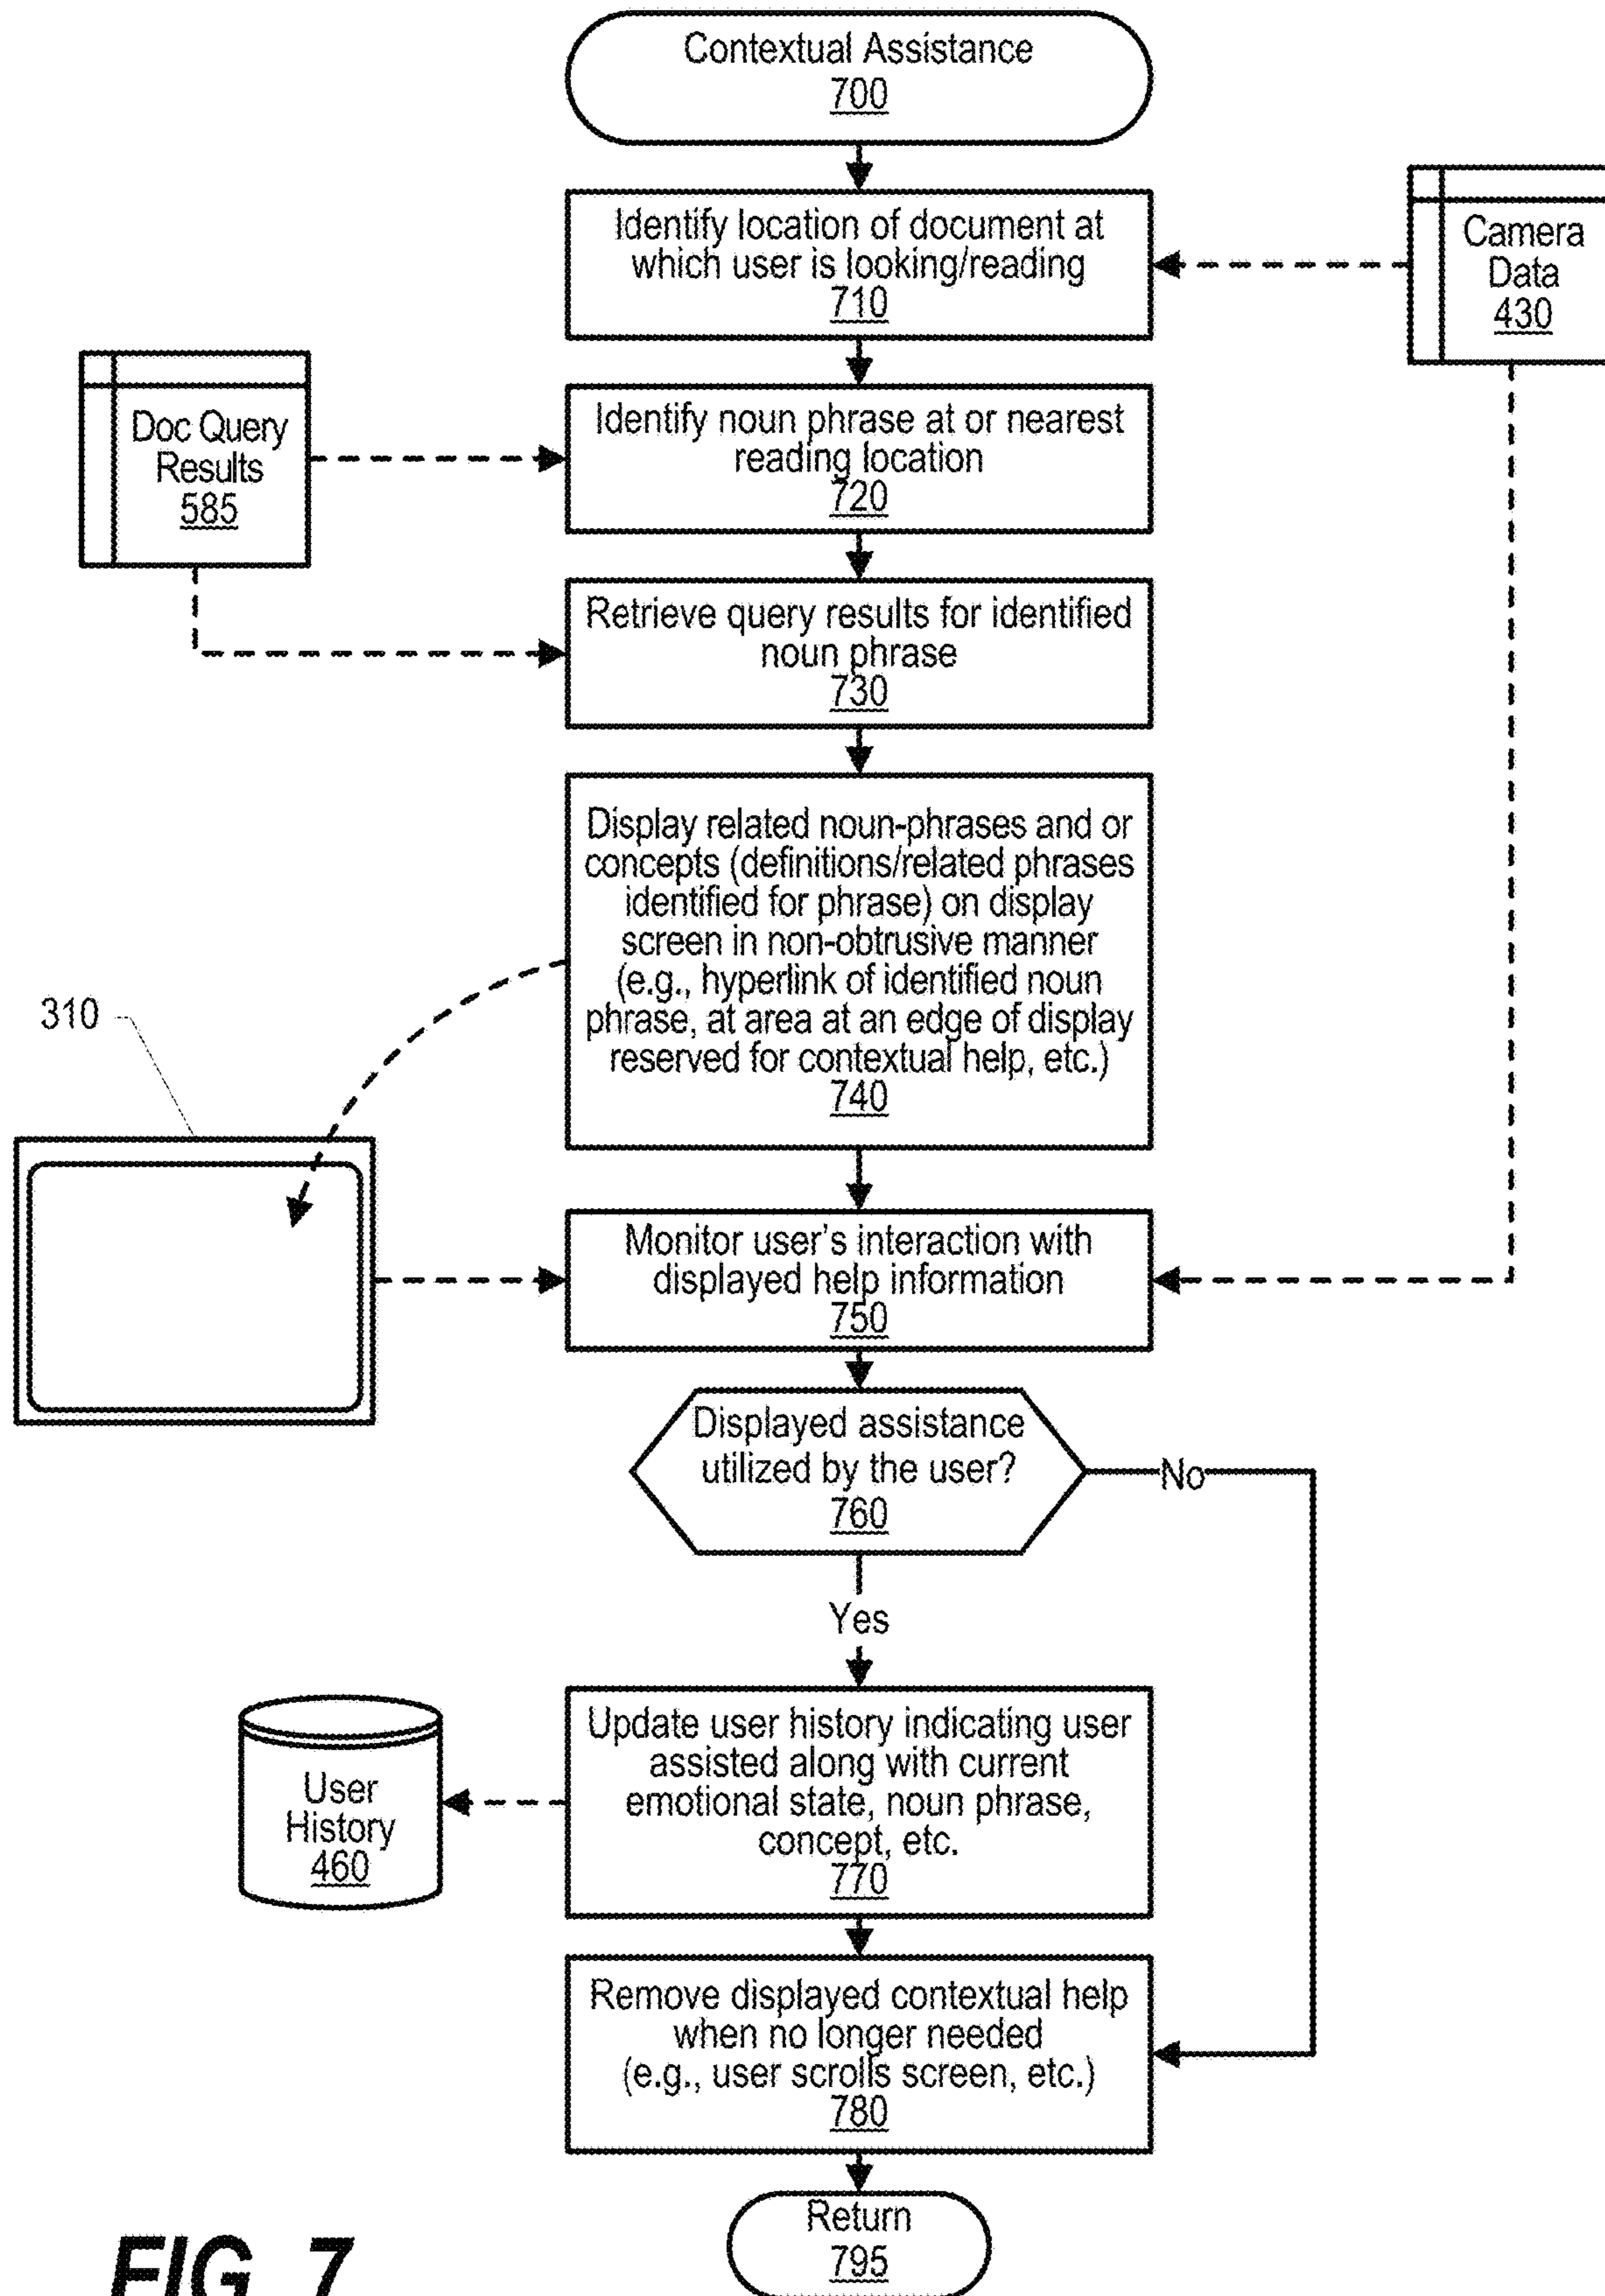 Contextual Assistance
700
Identify location of document at
which user is looking/reading
710
Camera
Data
430
Doc Query
Results
585
Identify noun phrase at or nearest
reading location
720
Retrieve query results for identified
noun phrase
730
Display related noun-phrases and or
concepts (definitions/related phrases
identified for phrase) on display
screen in non-obtrusive manner
(e.g., hyperlink of identified noun
phrase, at area at an edge of display
reserved for contextual help, etc.)
740
310
Monitor user's interaction with
displayed help information
750
Displayed assistance
utilized by the user?
760
No
Yes
Update user history indicating user
assisted along with current
emotional state, noun phrase,
concept, etc.
770
User
History
460
Remove displayed contextual help
when no longer needed
(e.g., user scrolls screen, etc.)
780
Return
795
FIG. 7